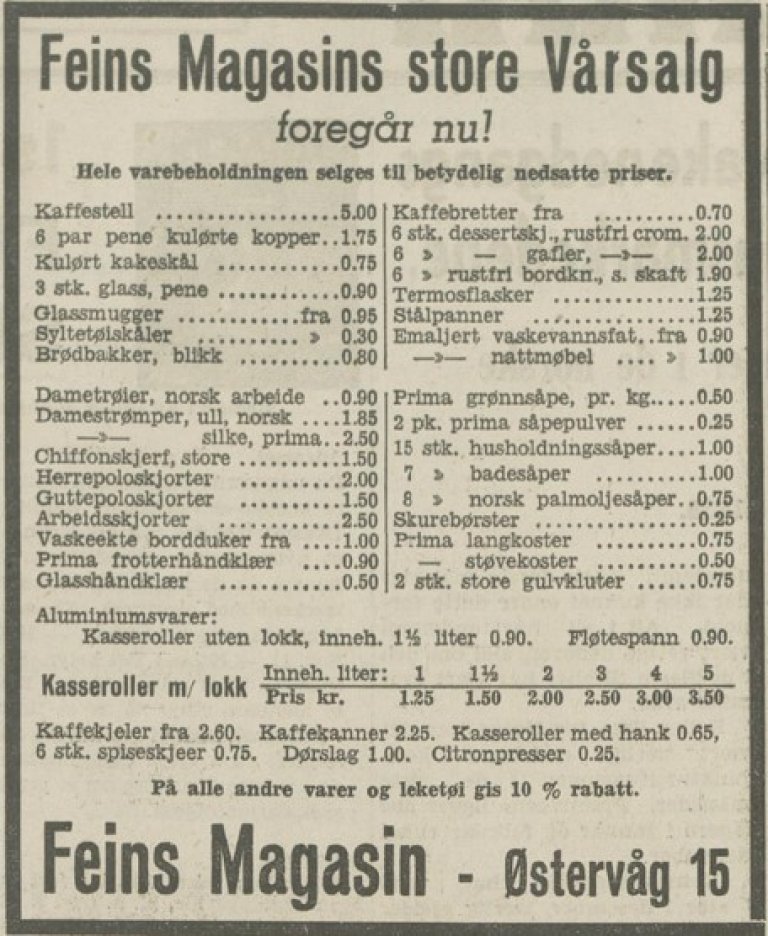 Feins Magasins store Vårsalg
foregår nu!
Hele varebeholdningen selges til betydelig nedsatte priser.
Kaffestell ..................5.00
6 par pene kulørte kopper..1.75
Kulørt kakeskål ............0.75
3 stk. glass, pene ............0.90
Glassmugger ............fra 0.95
Syltetøiskåler ............ » 0.30
Brødbakker, blikk ..........0.80
Kaffebretter fra ..........0.70
6 stk. dessertskj., rustfri crom. 2.00
6 » — gafler, —»— 2.00
6 » rustfri bordkn., s. skaft 1.90
Termosflasker ..............1.25
Stålpanner ..............1.25
Emaljert vaskevannsfat..fra 0.90
—»— nattmøbel .... » 1.00
Dametrøier, norsk arbeide ..0.90
Damestrømper, ull, norsk ....1.85
—»— silke, prima..2.50
Chiffonskjerf, store ..........1.50
Herrepoloskjorter ..........2.00
Guttepoloskjorter ..........1.50
Arbeidsskjorter ............2.50
Vaskeekte bordduker fra ....1.00
Prima frotterhåndklær ....0.90
Glasshåndklær ............0.50
Prima grønnsåpe, pr. kg.....0.50
2 pk. prima såpepulver ......0.25
15 stk. husholdningssåper....1.00
7 » badesåper ..........1.00
8 » norsk palmoljesåper..0.75
Skurebørster ................0.25
Prima langkoster ..........0.75
— støvekoster ..........0.50
2 stk. store gulvkluter ......0.75
Aluminiumsvarer:
Kasseroller uten lokk, inneh. 1½ liter 0.90. Fløtespann 0.90.
Kasseroller m/ lokk
Inneh. liter: 1 1½ 2 3 4 5
Pris kr. 1.25 1.50 2.00 2.50 3.00 3.50
Kaffekjeler fra 2.60. Kaffekanner 2.25. Kasseroller med hank 0.65,
6 stk. spiseskjeer 0.75. Dørslag 1.00. Citronpresser 0.25.
På alle andre varer og leketøi gis 10 % rabatt.
Feins Magasin - Østervåg 15